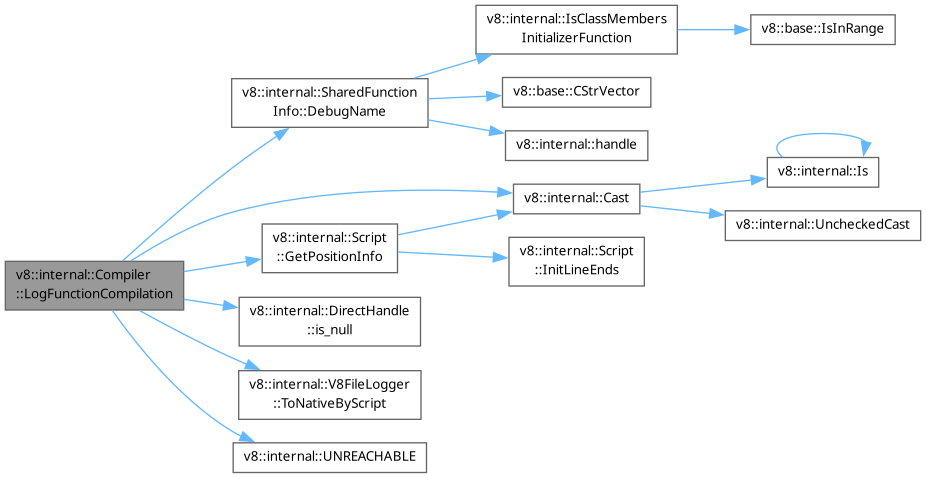 v8::internal::IsClassMembers
InitializerFunction
v8::base::IsInRange
v8::internal::SharedFunction
Info::DebugName
v8::base::CStrVector
v8::internal::handle
v8::internal::Is
v8::internal::Cast
v8::internal::UncheckedCast
v8::internal::Script
::GetPositionInfo
v8::internal::Script
::InitLineEnds
v8::internal::Compiler
::LogFunctionCompilation
v8::internal::DirectHandle
::is_null
v8::internal::V8FileLogger
::ToNativeByScript
v8::internal::UNREACHABLE